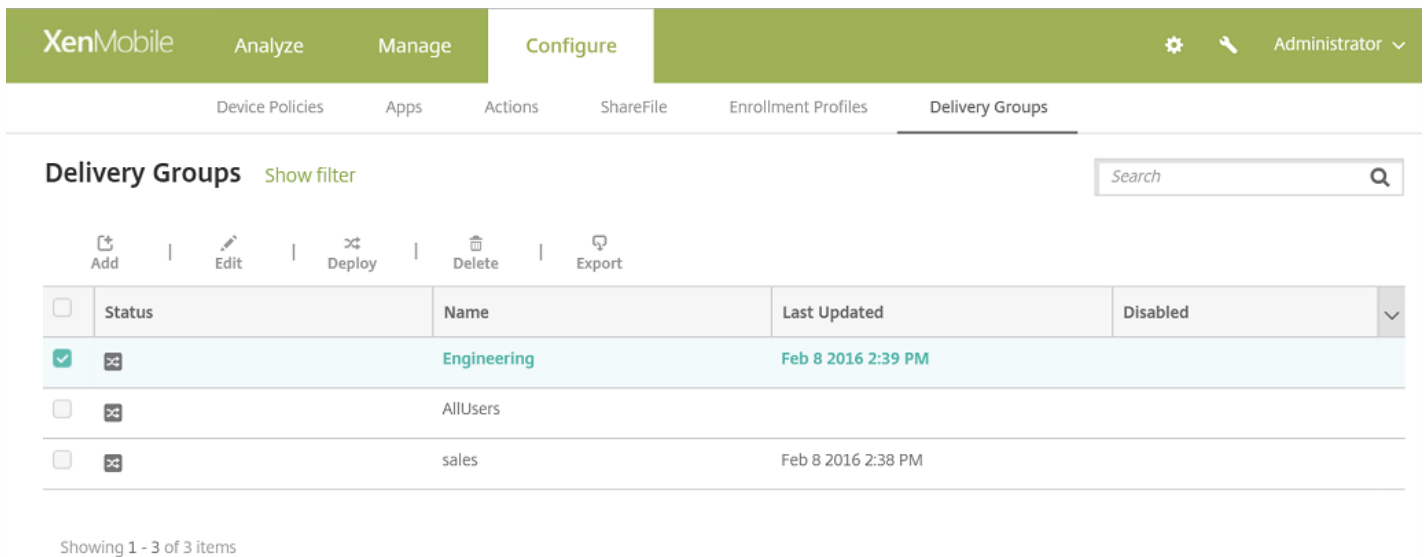 XenMobile Analyze Manage Configure Administrator
Device Policies Apps Actions ShareFile Enrollment Profiles Delivery Groups
Delivery Groups Show filter Search
Add | Edit | Deploy | Delete | Export
Status Name Last Updated Disabled
Engineering Feb 8 2016 2:39 PM
AllUsers
sales Feb 8 2016 2:38 PM
Showing 1 - 3 of 3 items